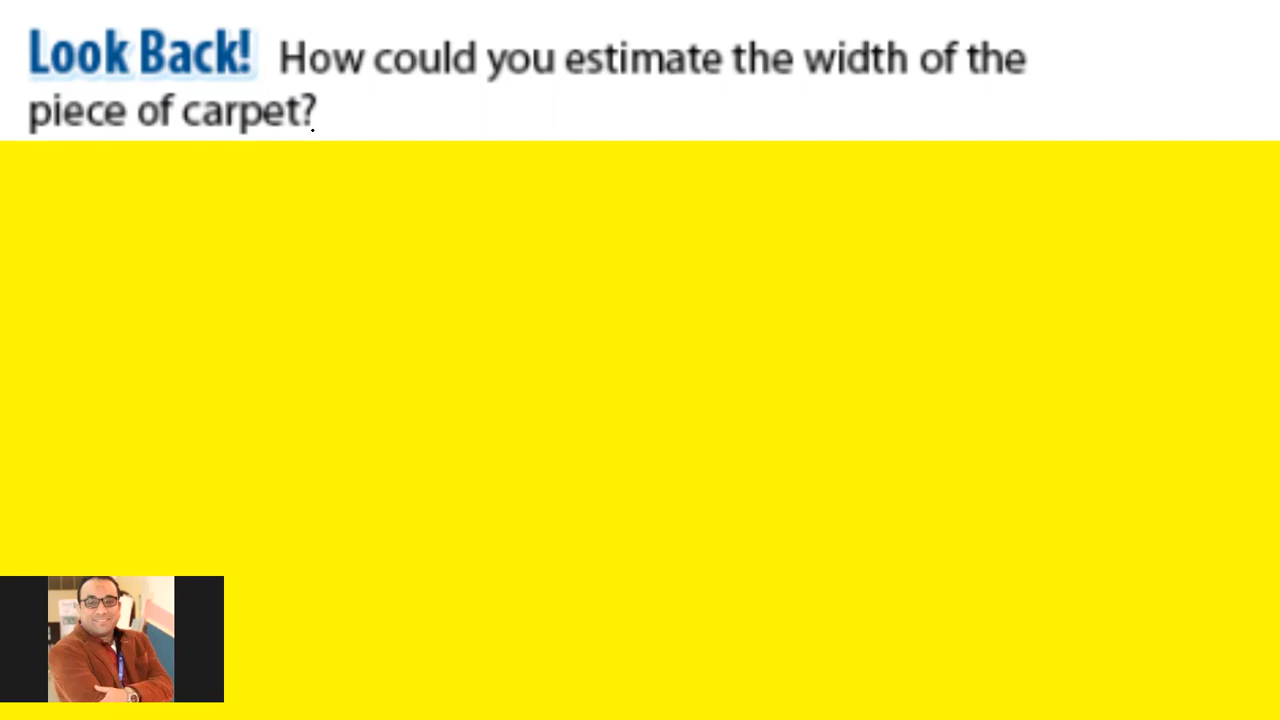 Look Back! How could you estimate the width of the
piece of carpet?